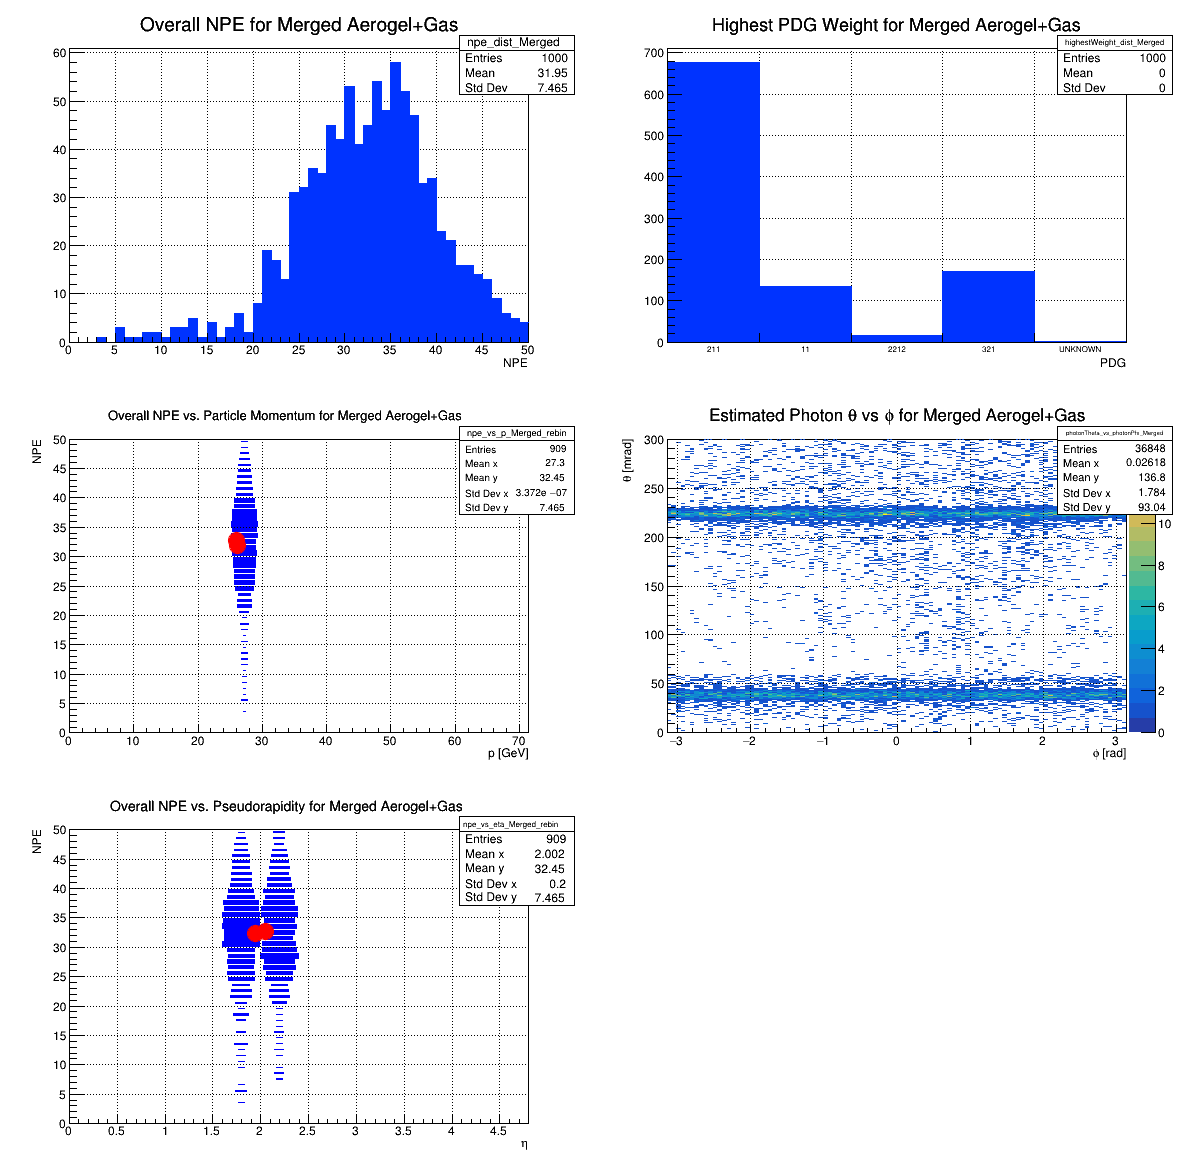 Overall NPE for Merged Aerogel+Gas
npe_dist_Merged
Entries 1000
Mean 31.95
Std Dev 7.465
60
50
40
30
20
10
0
0 5 10 15 20 25 30 35 40 45 50
NPE
Highest PDG Weight for Merged Aerogel+Gas
highestWeight_dist_Merged
Entries 1000
Mean 0
Std Dev 0
700
600
500
400
300
200
100
0
211 11 2212 321 UNKNOWN
PDG
Overall NPE vs. Particle Momentum for Merged Aerogel+Gas
npe_vs_p_Merged_rebin
Entries 909
Mean x 27.3
Mean y 32.45
Std Dev x 3.372e −07
Std Dev y 7.465
NPE
50
45
40
35
30
25
20
15
10
5
0
0 10 20 30 40 50 60 70
p [GeV]
Estimated Photon θ vs ϕ for Merged Aerogel+Gas
photonTheta_vs_photonPhi_Merged
Entries 36848
Mean x 0.02618
Mean y 136.8
Std Dev x 1.784
Std Dev y 93.04
θ [mrad]
300
250
200
150
100
50
0
−3 −2 −1 0 1 2 3
ϕ [rad]
10
8
6
4
2
0
Overall NPE vs. Pseudorapidity for Merged Aerogel+Gas
npe_vs_eta_Merged_rebin
Entries 909
Mean x 2.002
Mean y 32.45
Std Dev x 0.2
Std Dev y 7.465
NPE
50
45
40
35
30
25
20
15
10
5
0
0 0.5 1 1.5 2 2.5 3 3.5 4 4.5
η